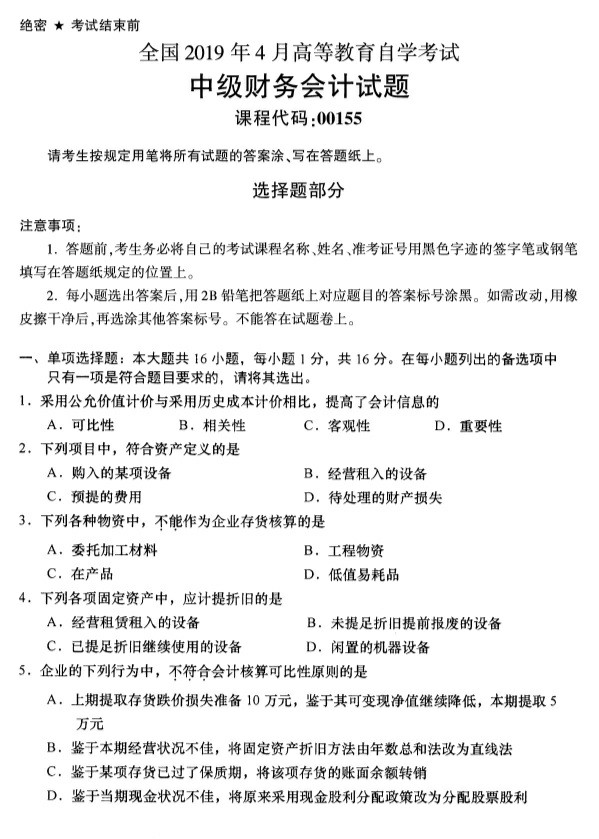 绝密 ★ 考试结束前
全国 2019 年 4 月高等教育自学考试
中级财务会计试题
课程代码:00155
请考生按规定用笔将所有试题的答案涂、写在答题纸上。
选择题部分
注意事项:
1. 答题前,考生务必将自己的考试课程名称、姓名、准考证号用黑色字迹的签字笔或钢笔
填写在答题纸规定的位置上。
2. 每小题选出答案后,用 2B 铅笔把答题纸上对应题目的答案标号涂黑。如需改动,用橡
皮擦干净后,再选涂其他答案标号。不能答在试题卷上。
一、单项选择题:本大题共 16 小题,每小题 1 分,共 16 分。在每小题列出的备选项中
只有一项是符合题目要求的,请将其选出。
1．采用公允价值计价与采用历史成本计价相比，提高了会计信息的
A．可比性 B．相关性 C．客观性 D．重要性
2．下列项目中，符合资产定义的是
A．购入的某项设备 B．经营租入的设备
C．预提的费用 D．待处理的财产损失
3．下列各种物资中，不能作为企业存货核算的是
A．委托加工材料 B．工程物资
C．在产品 D．低值易耗品
4．下列各项固定资产中，应计提折旧的是
A．经营租赁租入的设备 B．未提足折旧提前报废的设备
C．已提足折旧继续使用的设备 D．闲置的机器设备
5．企业的下列行为中，不符合会计核算可比性原则的是
A．上期提取存货跌价损失准备 10 万元，鉴于其可变现净值继续降低，本期提取 5
万元
B．鉴于本期经营状况不佳，将固定资产折旧方法由年数总和法改为直线法
C．鉴于某项存货已过了保质期，将该项存货的账面余额转销
D．鉴于当期现金状况不佳，将原来采用现金股利分配政策改为分配股票股利